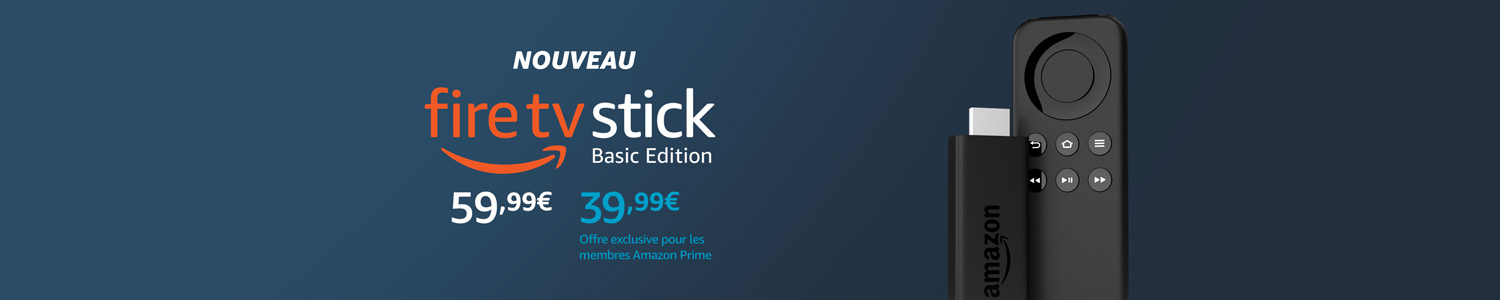 NOUVEAU
fire tv stick
Basic Edition
59,99€ 39,99€
Offre exclusive pour les
membres Amazon Prime
amazon